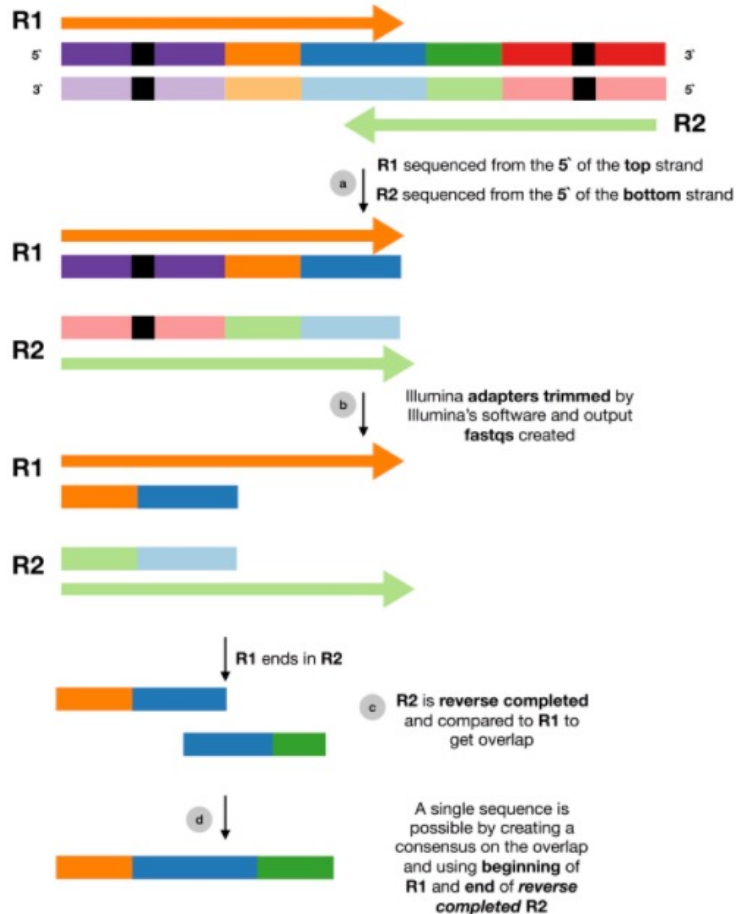 R1
5` 3`
3` 5`
R2
a
R1 sequenced from the 5` of the top strand
R2 sequenced from the 5` of the bottom strand
R1
R2
b
Illumina adapters trimmed by
Illumina's software and output
fastqs created
R1
R2
R1 ends in R2
c
R2 is reverse completed
and compared to R1 to
get overlap
d
A single sequence is
possible by creating a
consensus on the overlap
and using beginning of
R1 and end of reverse
completed R2